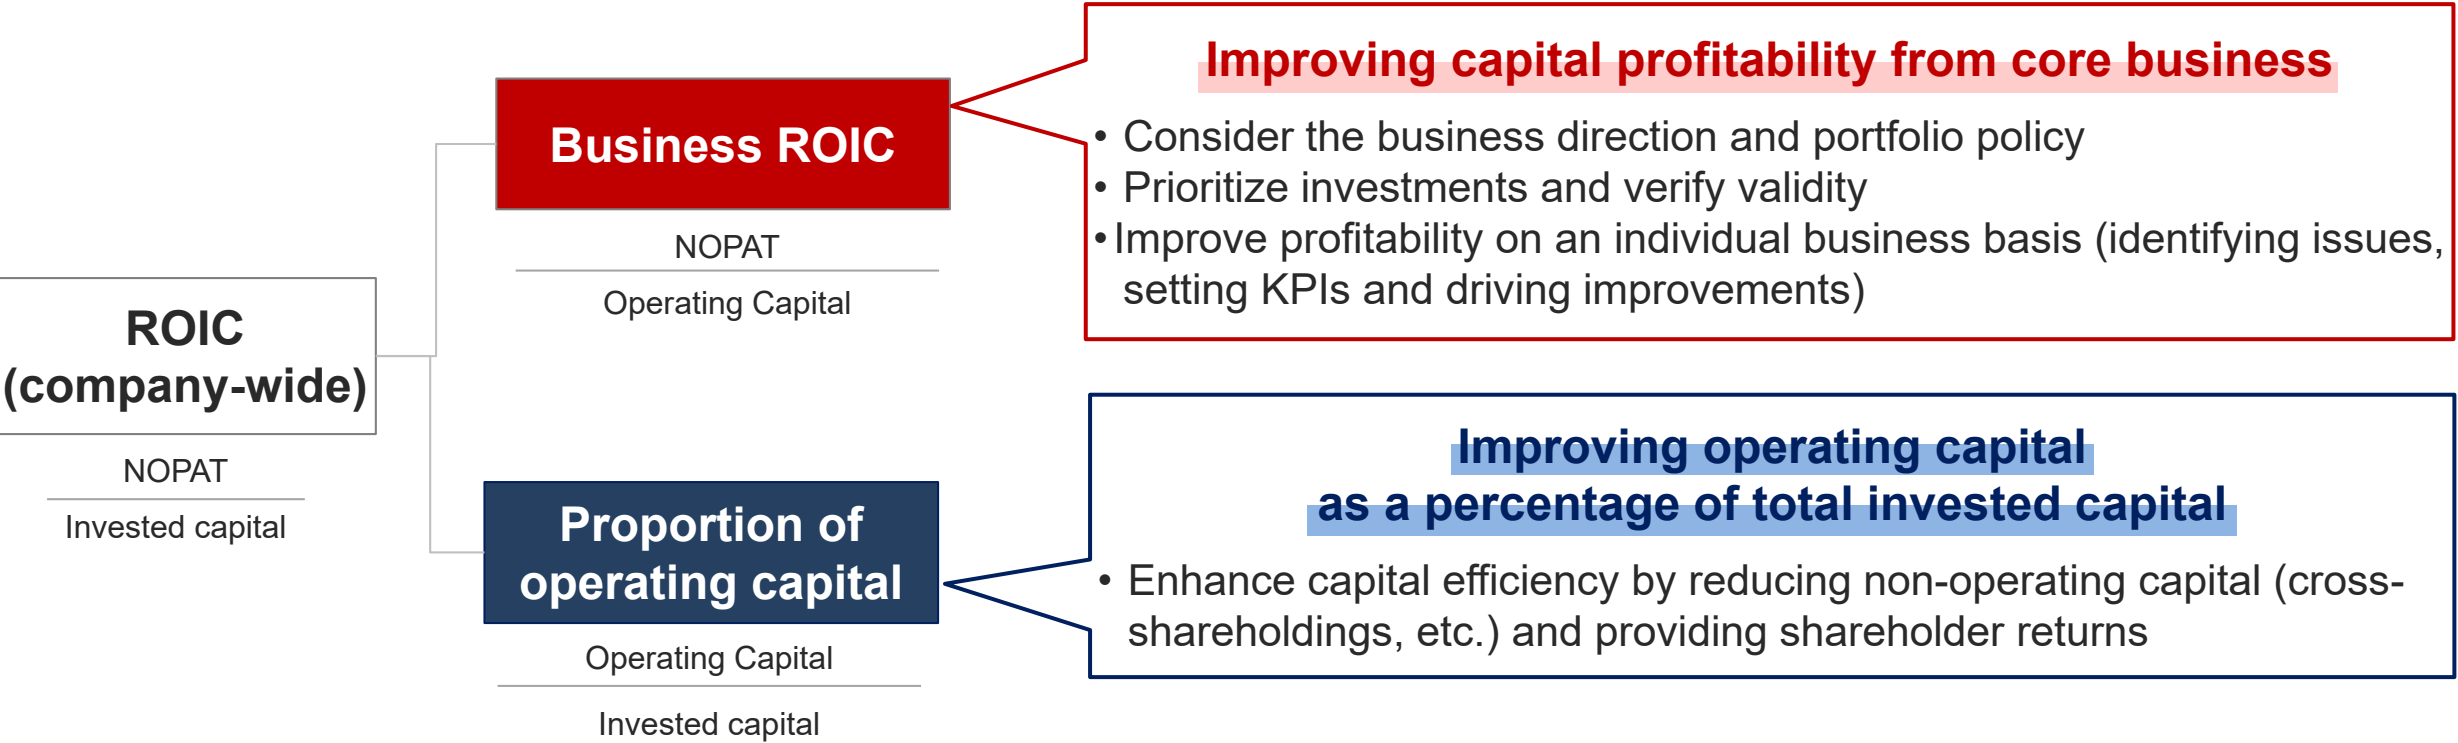 ROIC
(company-wide)
NOPAT
Invested capital
Business ROIC
NOPAT
Operating Capital
Improving capital profitability from core business
• Consider the business direction and portfolio policy
• Prioritize investments and verify validity
• Improve profitability on an individual business basis (identifying issues,
setting KPIs and driving improvements)
Proportion of
operating capital
Operating Capital
Invested capital
Improving operating capital
as a percentage of total invested capital
• Enhance capital efficiency by reducing non-operating capital (cross-
shareholdings, etc.) and providing shareholder returns